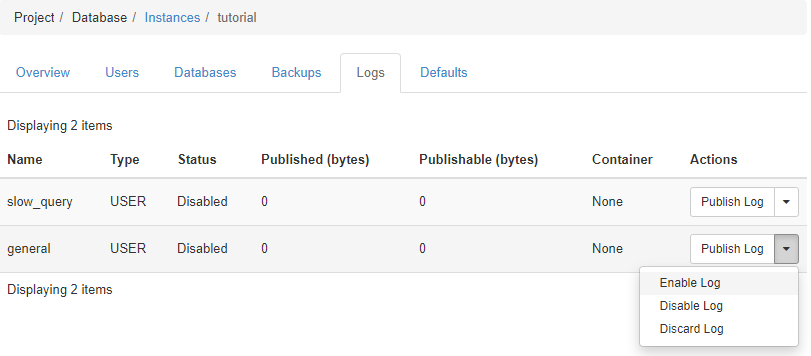 Project / Database / Instances / tutorial
Overview Users Databases Backups Logs Defaults
Displaying 2 items
Name Type Status Published (bytes) Publishable (bytes) Container Actions
slow_query USER Disabled 0 0 None Publish Log
general USER Disabled 0 0 None Publish Log
Enable Log
Displaying 2 items
Disable Log
Discard Log